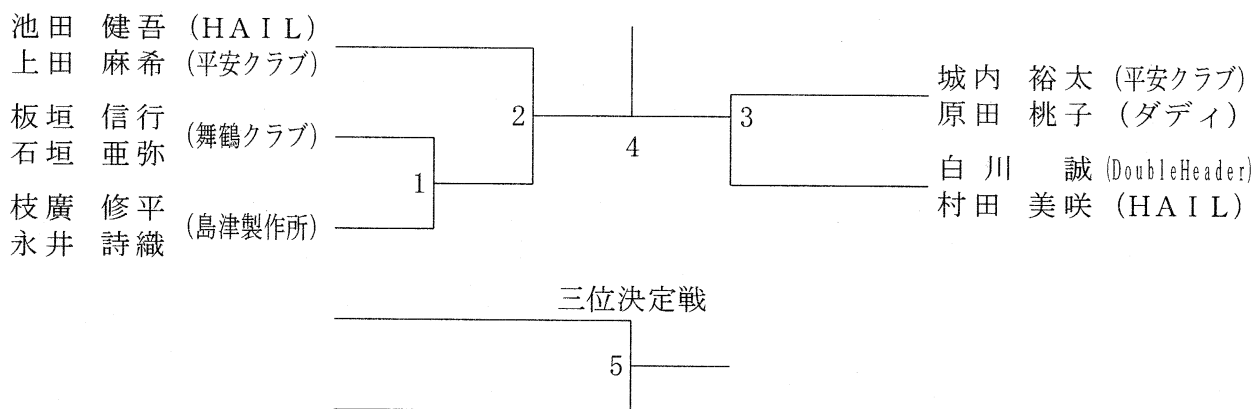 池田 健吾 (HAIL)
上田 麻希 (平安クラブ)
板垣 信行
石垣 亜弥
(舞鶴クラブ)
枝廣 修平
永井 詩織
(島津製作所)
1
2
4
3
城内 裕太 (平安クラブ)
原田 桃子 (ダディ)
白川 誠 (DoubleHeader)
村田 美咲 (HAIL)
三位決定戦
5